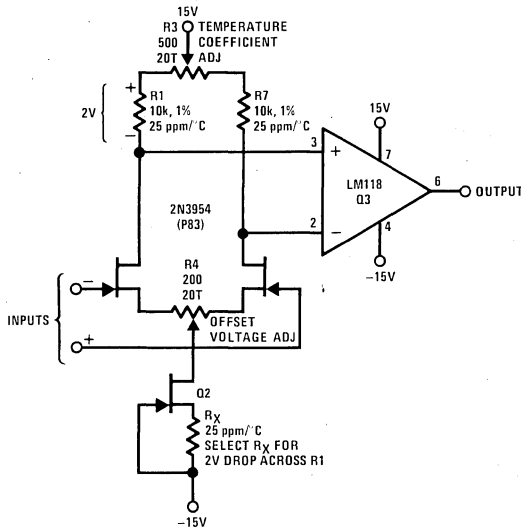 15V
R3 TEMPERATURE
500 COEFFICIENT
20T ADJ
+
2V
−
R1
10k, 1%
25 ppm/°C
R7
10k, 1%
25 ppm/°C
15V
3
+
7
LM118
Q3
6
OUTPUT
2
−
4
−15V
2N3954
(P83)
R4
200
20T
OFFSET
VOLTAGE ADJ
−
INPUTS
+
Q2
RX
25 ppm/°C
SELECT RX FOR
2V DROP ACROSS R1
−15V